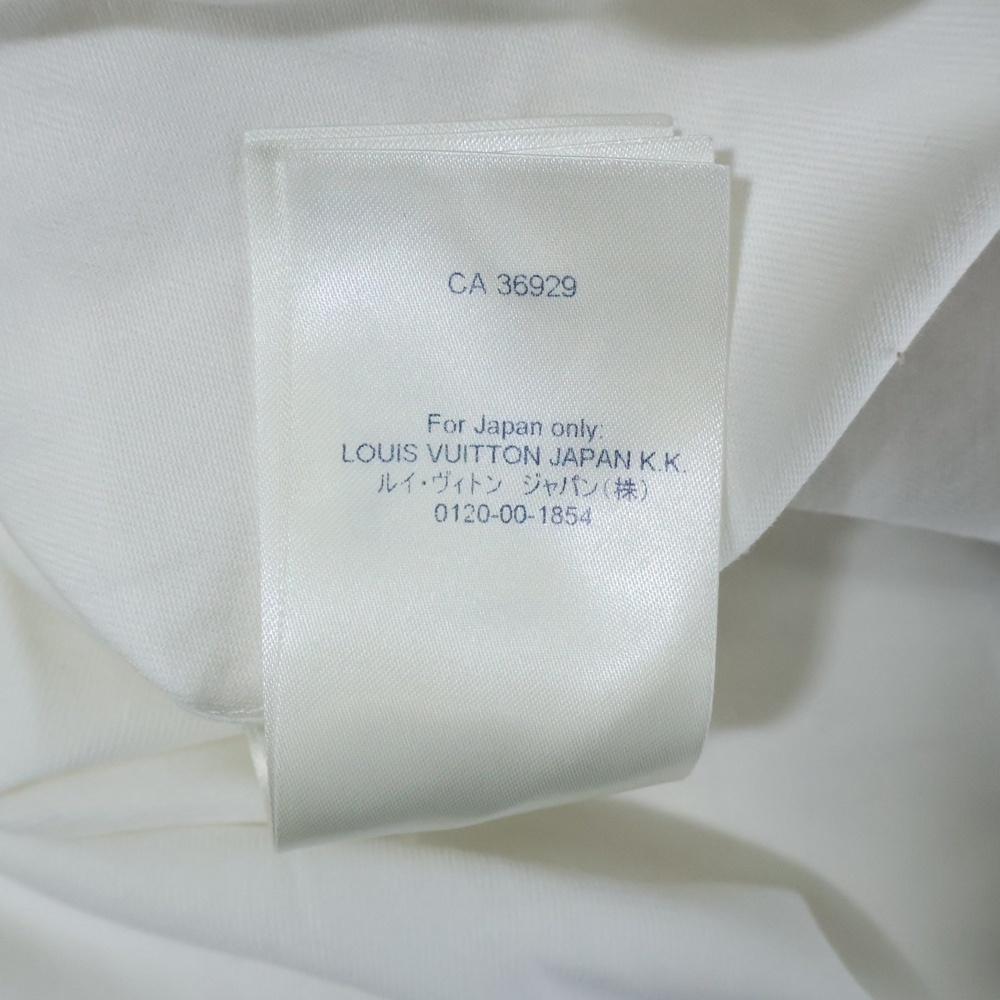 CA 36929
For Japan only:
LOUIS VUITTON JAPAN K.K.
ルイ・ヴィトン ジャパン(株)
0120-00-1854